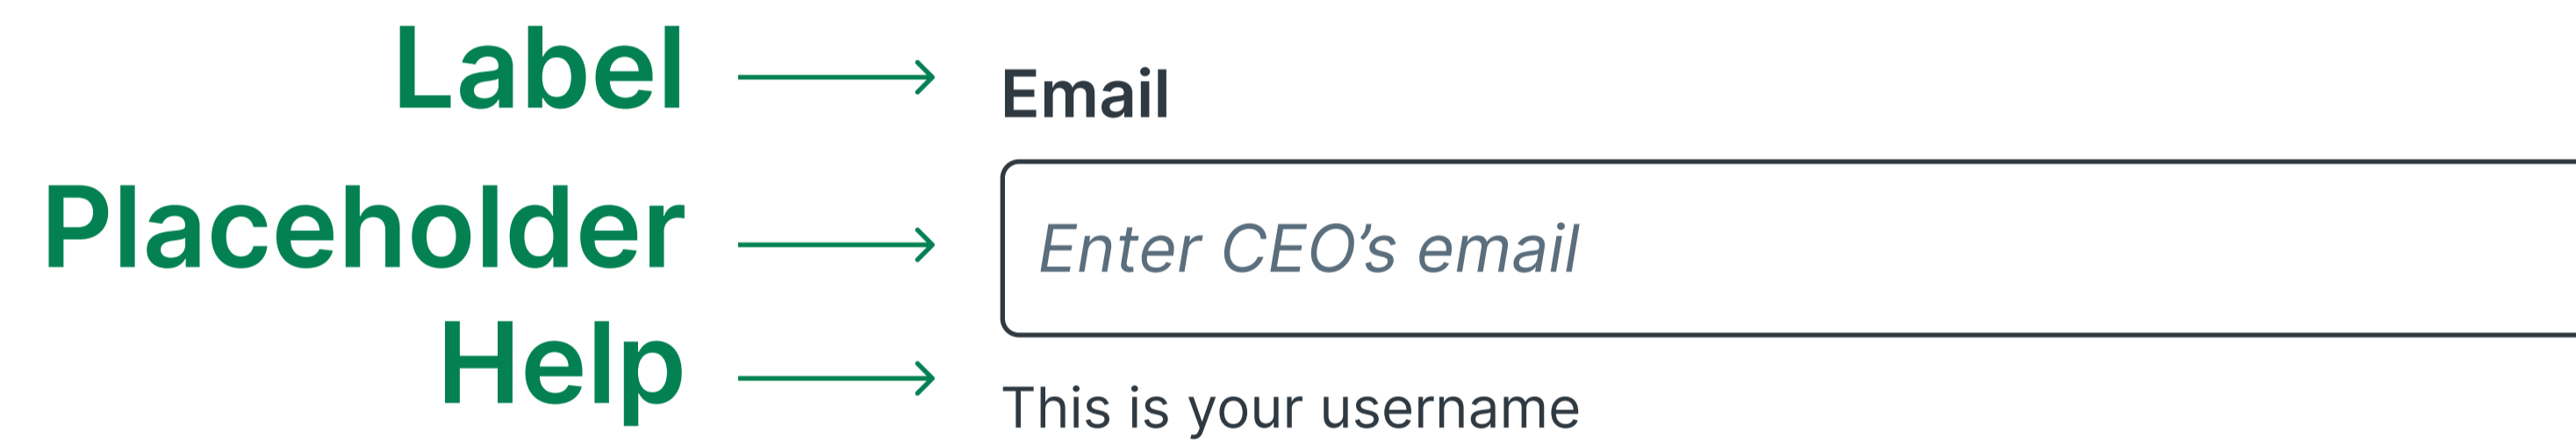 Label
Email
Placeholder
Enter CEO’s email
Help
This is your username